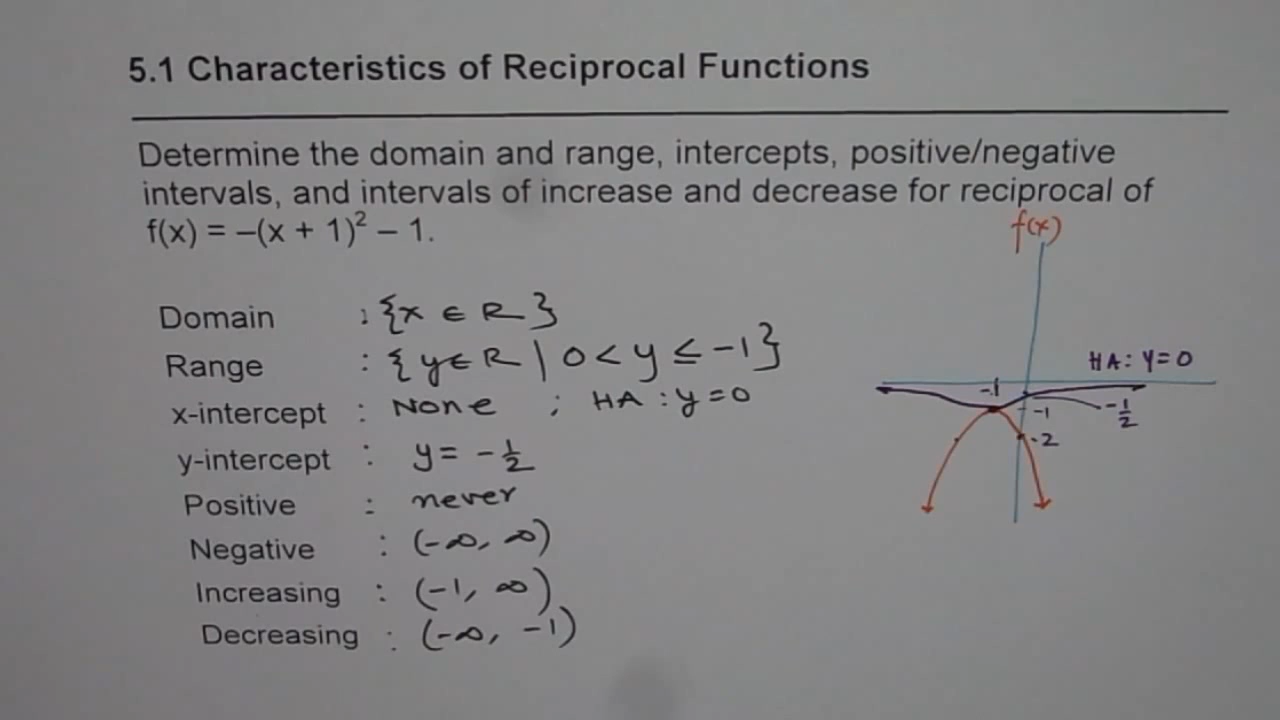 5.1 Characteristics of Reciprocal Functions
Determine the domain and range, intercepts, positive/negative
intervals, and intervals of increase and decrease for reciprocal of
f(x) = –(x + 1)² – 1.
f(x)
Domain : {x ∈ R}
Range : {y∈R | 0 < y ≤ -1}
x-intercept : None ; HA : y = 0
y-intercept : y = -1/2
Positive : never
Negative : (-∞, ∞)
Increasing : (-1, ∞)
Decreasing : (-∞, -1)
HA : Y = 0
-1
-1
-1/2
-2